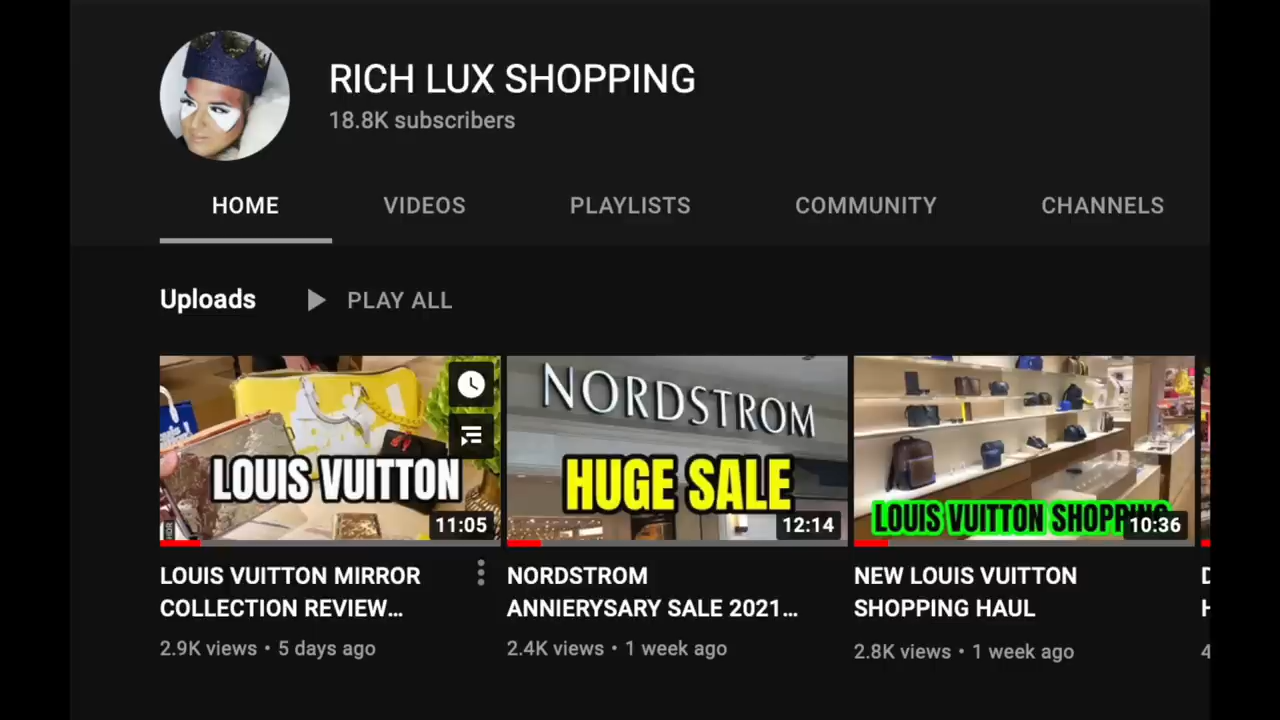 RICH LUX SHOPPING
18.8K subscribers
HOME VIDEOS PLAYLISTS COMMUNITY CHANNELS
Uploads PLAY ALL
LOUIS VUITTON
11:05
NORDSTROM
HUGE SALE
12:14
LOUIS VUITTON SHOPPING
10:36
LOUIS VUITTON MIRROR
COLLECTION REVIEW...
2.9K views • 5 days ago
NORDSTROM
ANNIERYSARY SALE 2021...
2.4K views • 1 week ago
NEW LOUIS VUITTON
SHOPPING HAUL
2.8K views • 1 week ago